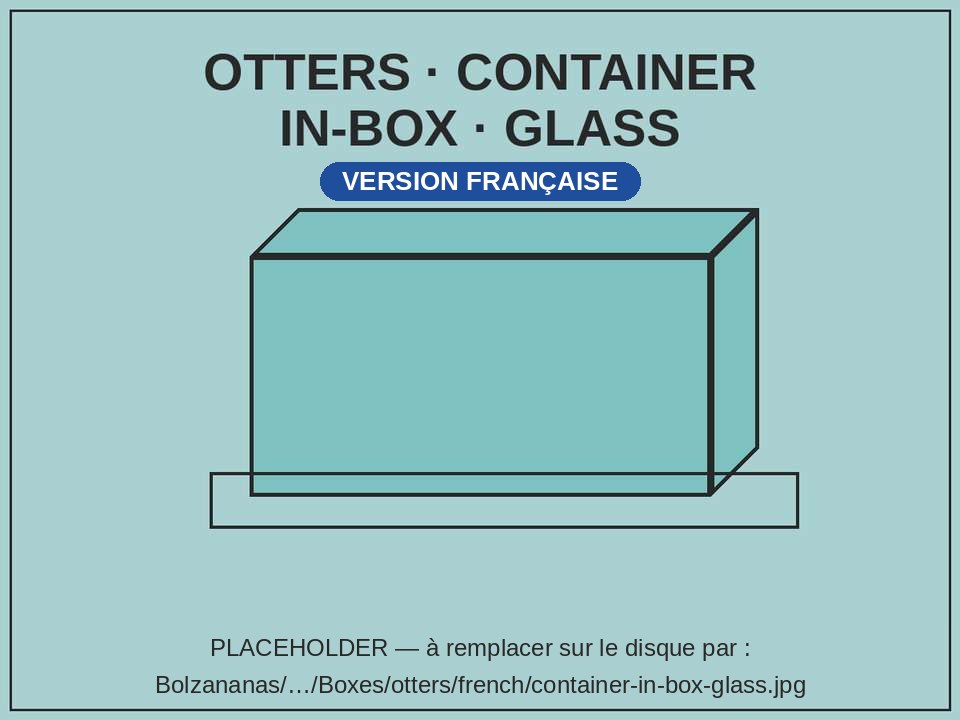 OTTERS · CONTAINER
IN-BOX · GLASS
VERSION FRANÇAISE
PLACEHOLDER — à remplacer sur le disque par :
Bolzananas/…/Boxes/otters/french/container-in-box-glass.jpg